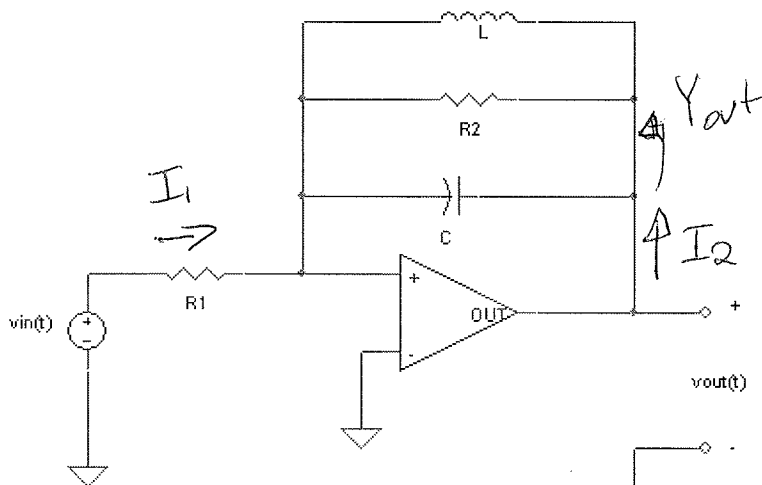 L
R2
Yout
I1
C
I2
R1
+
OUT
-
+
vin(t)
+
-
vout(t)
-